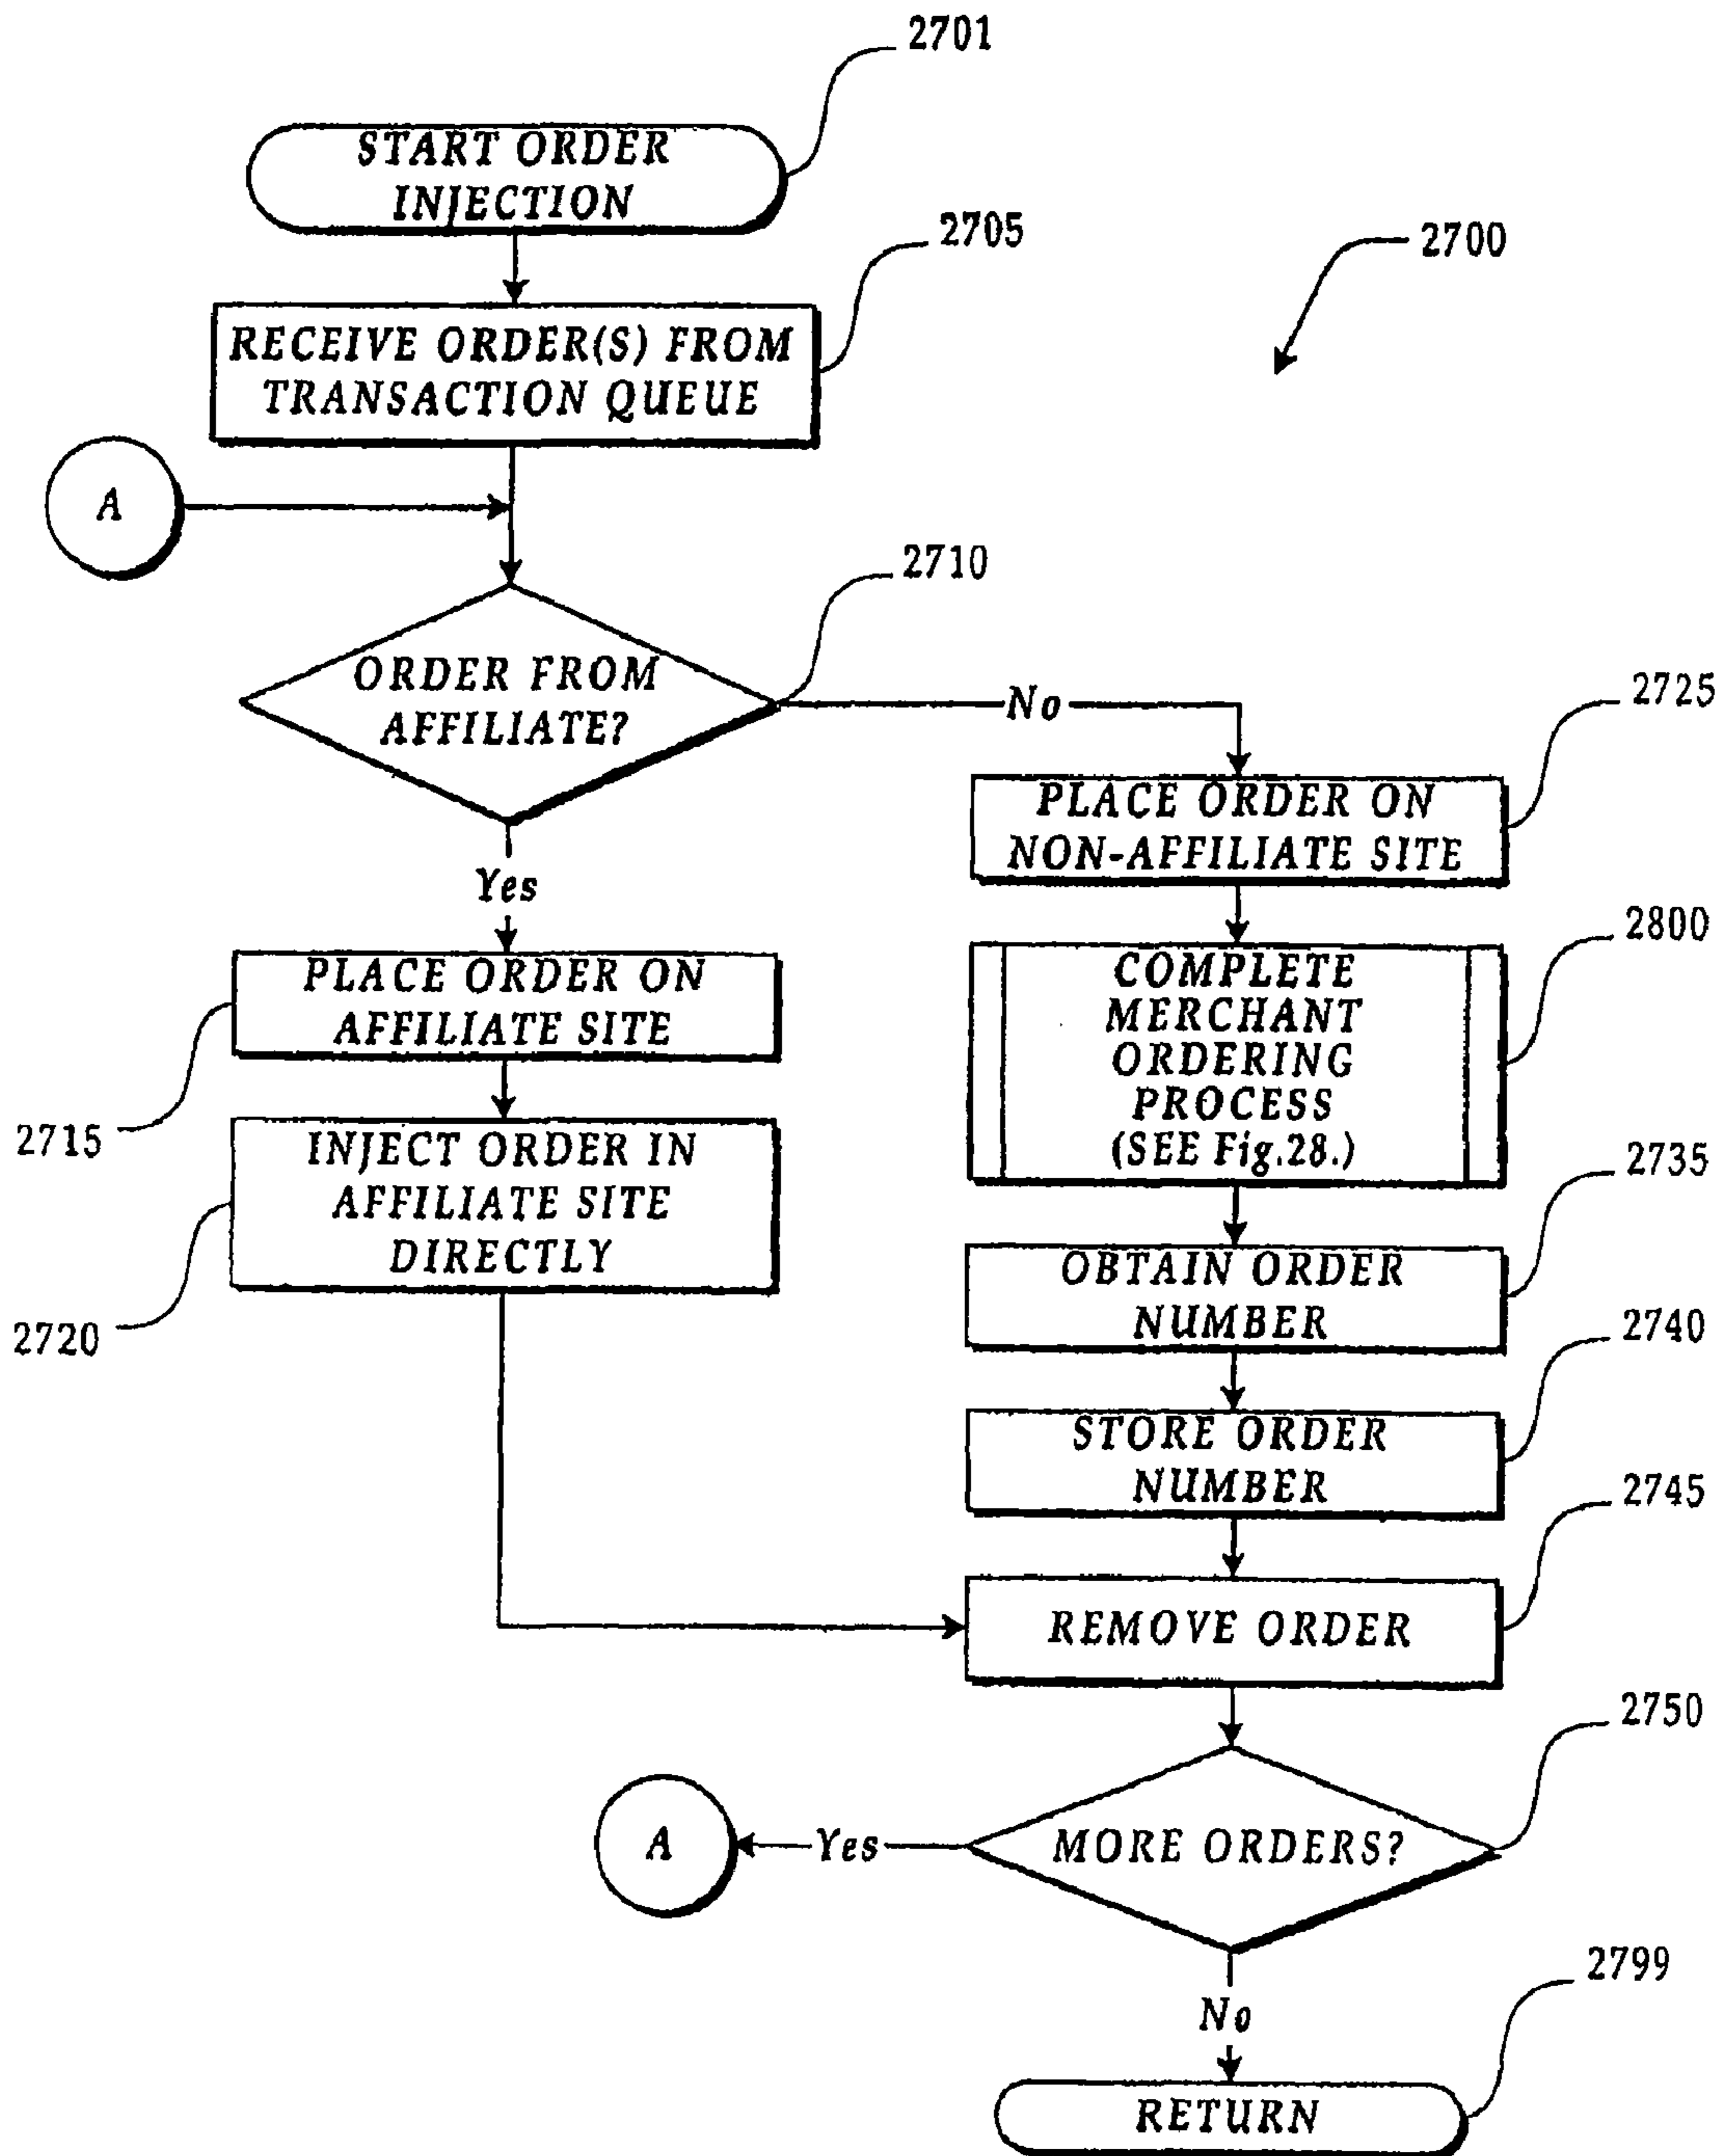 2701
START ORDER
INJECTION
2705
2700
RECEIVE ORDER(S) FROM
TRANSACTION QUEUE
A
2710
ORDER FROM
AFFILIATE?
No
2725
PLACE ORDER ON
NON-AFFILIATE SITE
Yes
2800
PLACE ORDER ON
AFFILIATE SITE
2715
COMPLETE
MERCHANT
ORDERING
PROCESS
(SEE Fig.28.)
INJECT ORDER IN
AFFILIATE SITE
DIRECTLY
2720
2735
OBTAIN ORDER
NUMBER
2740
STORE ORDER
NUMBER
2745
REMOVE ORDER
2750
MORE ORDERS?
Yes
A
No
2799
RETURN